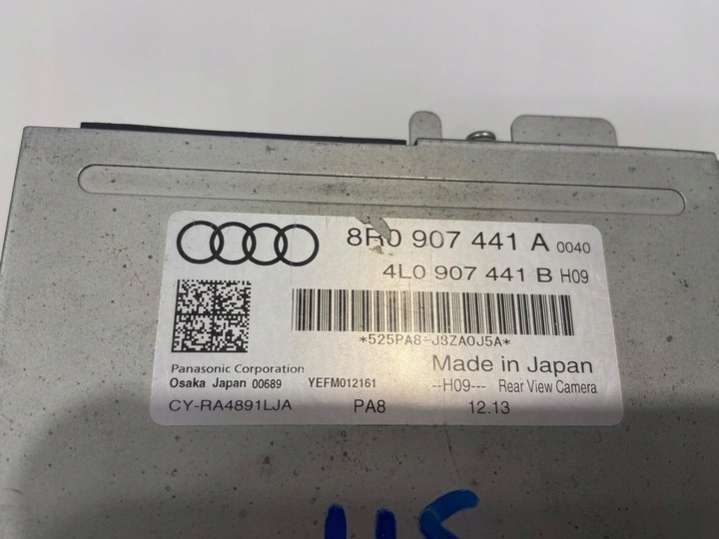 8R0 907 441 A 0040
4L0 907 441 B H09
*525PA8-J3ZA0J5A*
Panasonic Corporation
Made in Japan
Osaka Japan 00689 YEFM012161 --H09--- Rear View Camera
CY-RA4891LJA PA8 12.13